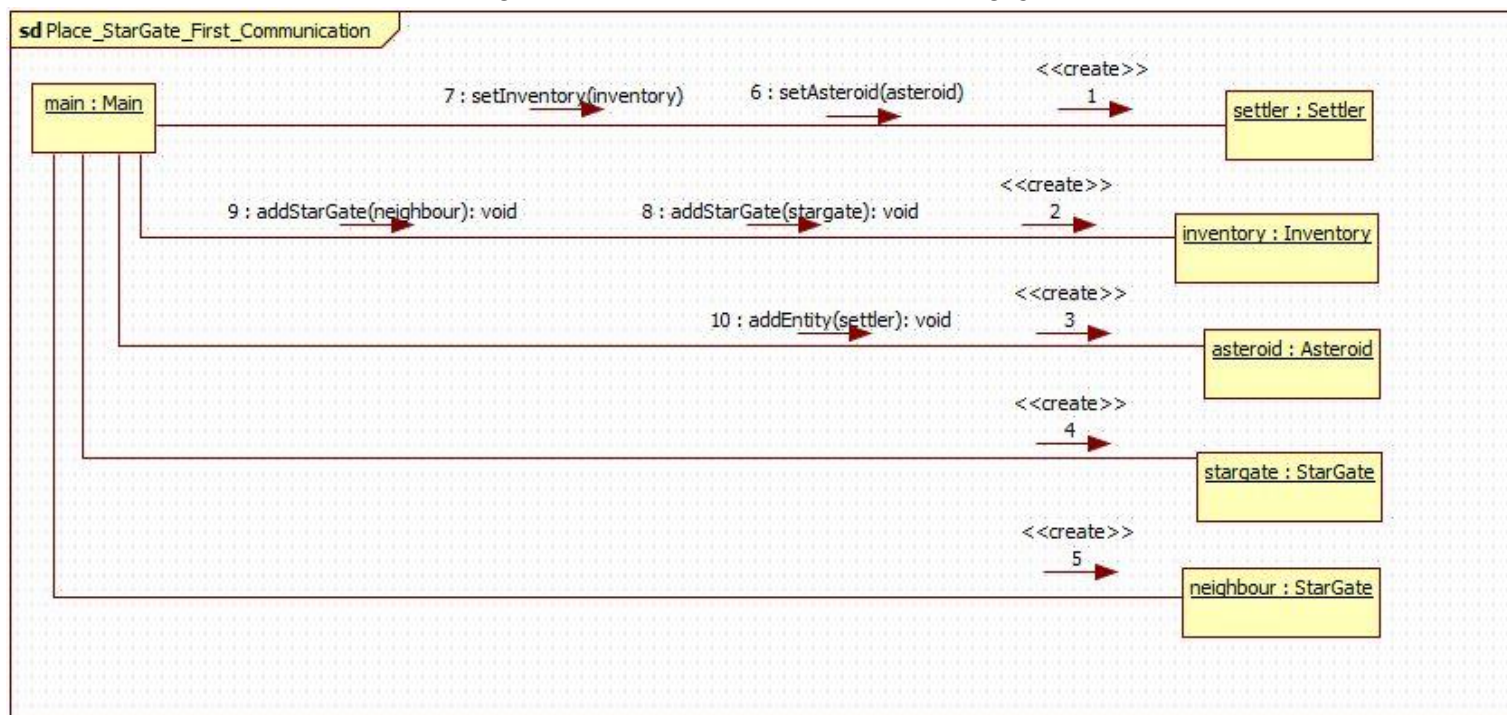 sd Place_StarGate_First_Communication
<<create>>
main : Main
7 : setInventory(inventory)
6 : setAsteroid(asteroid)
1
settler : Settler
<<create>>
9 : addStarGate(neighbour): void
8 : addStarGate(stargate): void
2
inventory : Inventory
<<create>>
10 : addEntity(settler): void
3
asteroid : Asteroid
<<create>>
4
stargate : StarGate
<<create>>
5
neighbour : StarGate